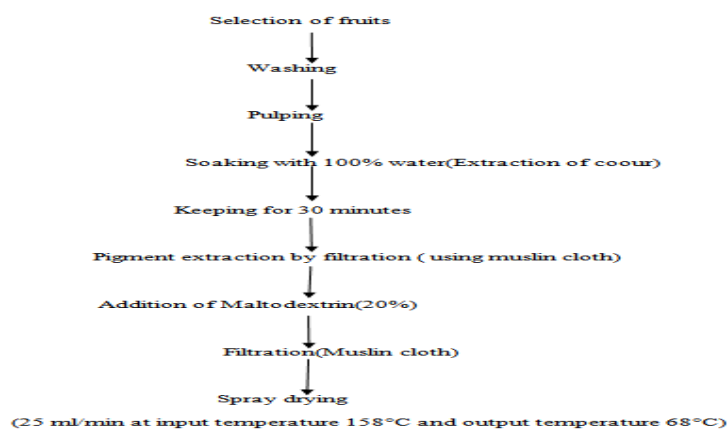 Selection of fruits
Washing
Pulping
Soaking with 100% water(Extraction of coour)
Keeping for 30 minutes
Pigment extraction by filtration ( using muslin cloth)
Addition of Maltodextrin(20%)
Filtration(Muslin cloth)
Spray drying
(25 ml/min at input temperature 158°C and output temperature 68°C)